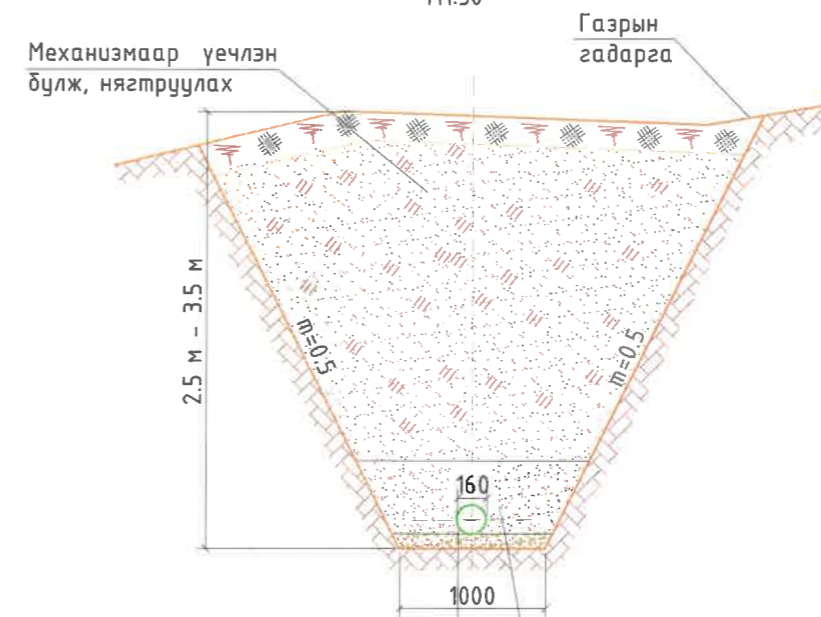 Газрын
гадарга
Механизмаар үечлэн
булж, нягтруулах
2.5 м - 3.5 м
m=0.5
m=0.5
160
1000